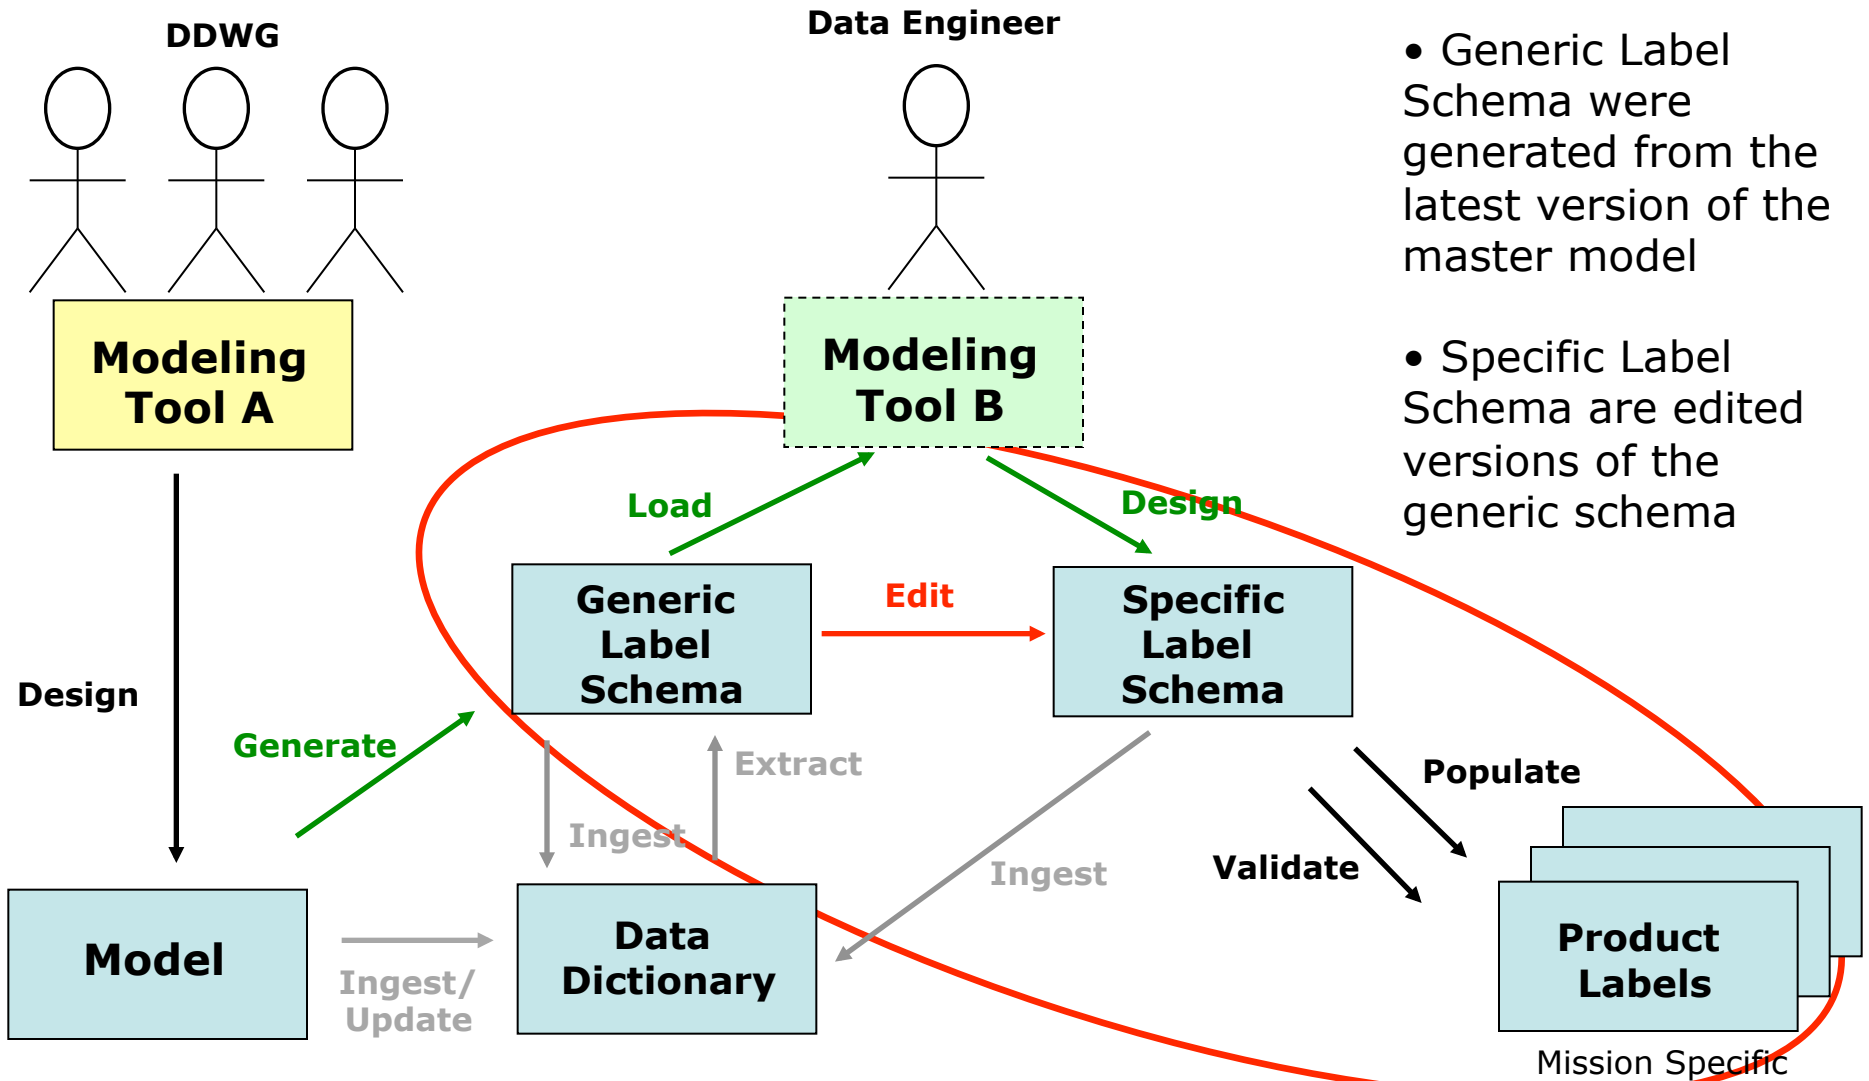 DDWG
Data Engineer
• Generic Label
Schema were
generated from the
latest version of the
master model
• Specific Label
Schema are edited
versions of the
generic schema
Modeling
Tool A
Modeling
Tool B
Load
Design
Generic
Label
Schema
Edit
Specific
Label
Schema
Design
Generate
Extract
Ingest
Ingest
Populate
Validate
Model
Ingest/
Update
Data
Dictionary
Product
Labels
Mission Specific